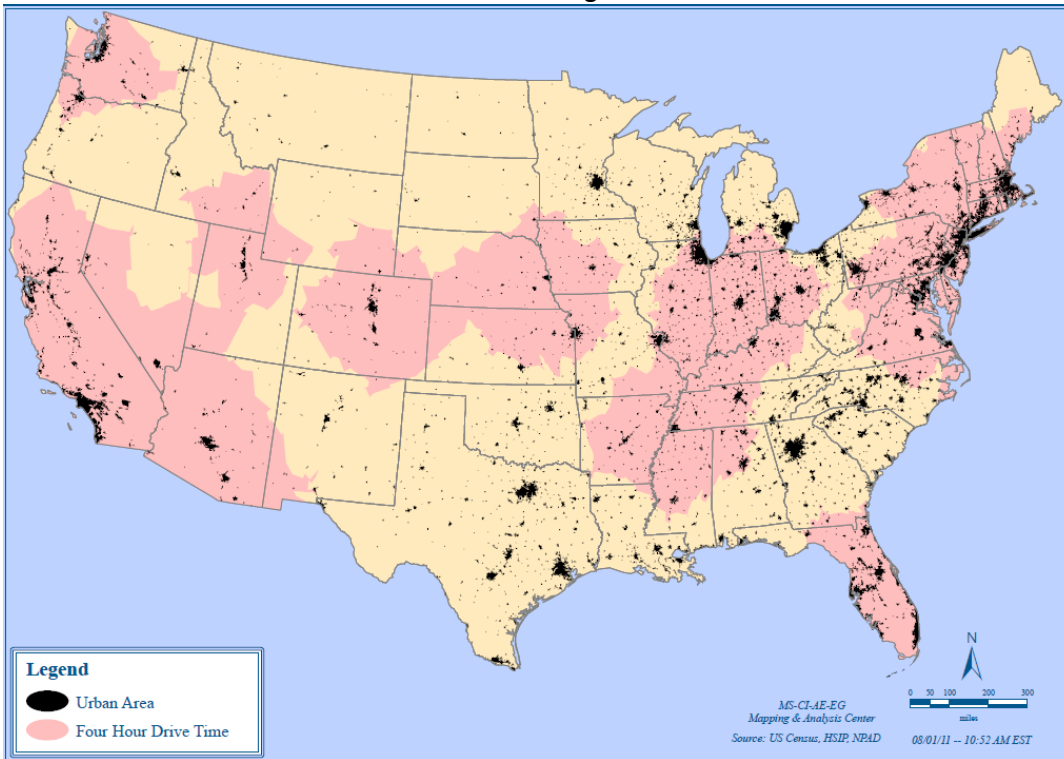 Legend
Urban Area
Four Hour Drive Time
N
0 50 100 200 300
miles
MS-CI-AE-EG
Mapping & Analysis Center
Source: US Census, HSIP, NPAD
08/01/11 -- 10:52 AM EST